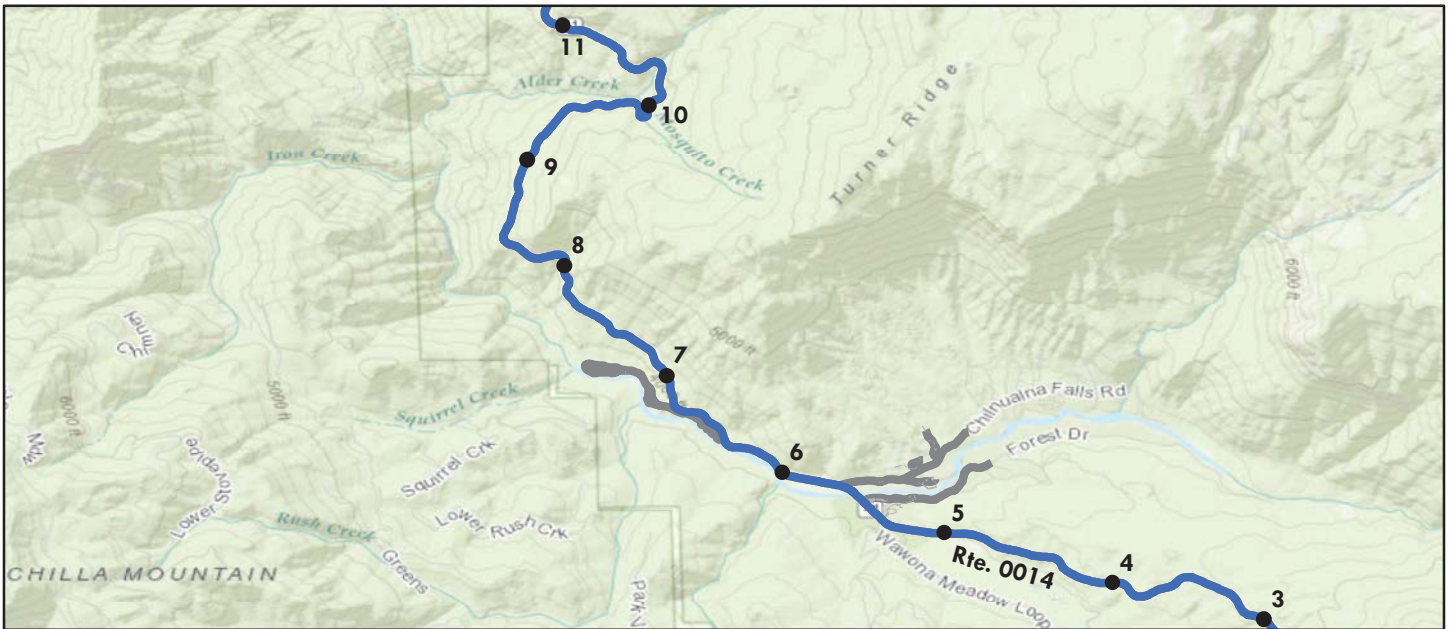 11
Alder Creek
10
Mosquito Creek
Turner Ridge
Iron Creek
9
8
6000 ft
7
6000 ft
Chilnualna Falls Rd
Forest Dr
Squirrel Creek
5000 ft
6000 ft
6
Squirrel Crk
Lower Stovepipe
Lower Rush Crk
Rush Creek
5
Rte. 0014
4
3
Wawona Meadow Loop
Greens
CHILLA MOUNTAIN